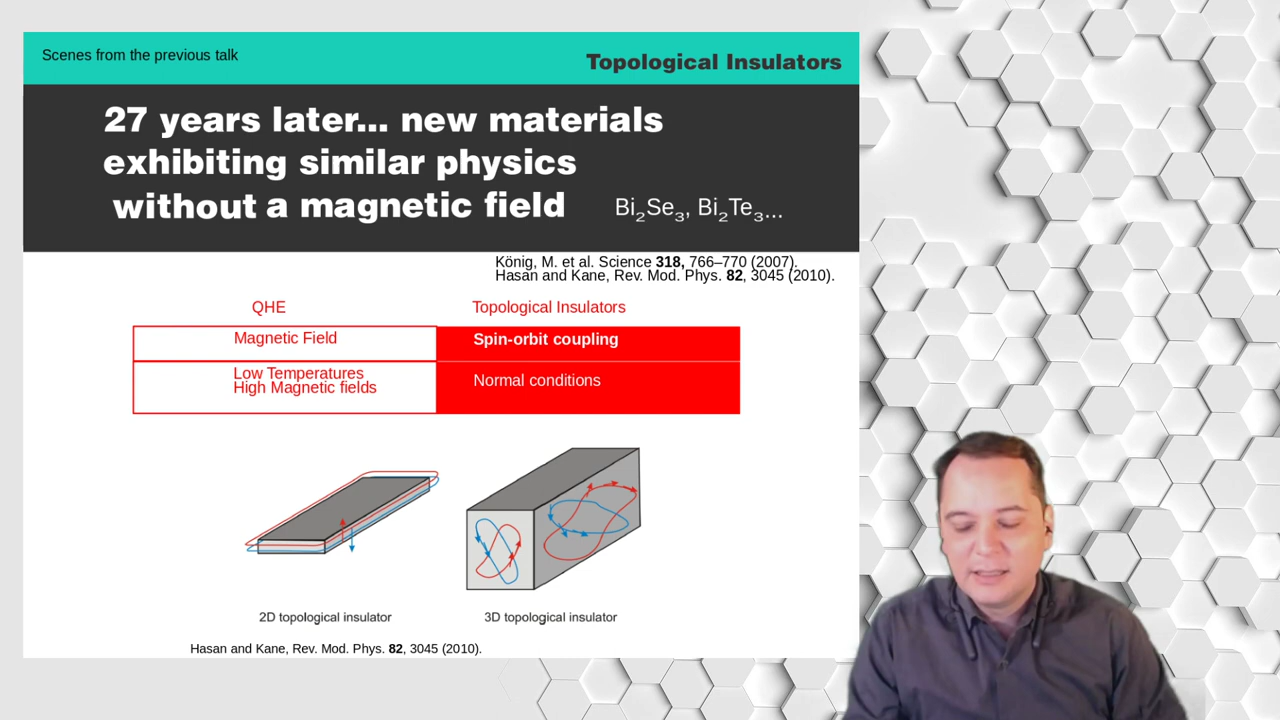 Scenes from the previous talk
Topological Insulators
27 years later... new materials
exhibiting similar physics
without a magnetic field
Bi₂Se₃, Bi₂Te₃...
König, M. et al. Science 318, 766–770 (2007).
Hasan and Kane, Rev. Mod. Phys. 82, 3045 (2010).
QHE Topological Insulators
Magnetic Field Spin-orbit coupling
Low Temperatures
High Magnetic fields
Normal conditions
2D topological insulator 3D topological insulator
Hasan and Kane, Rev. Mod. Phys. 82, 3045 (2010).